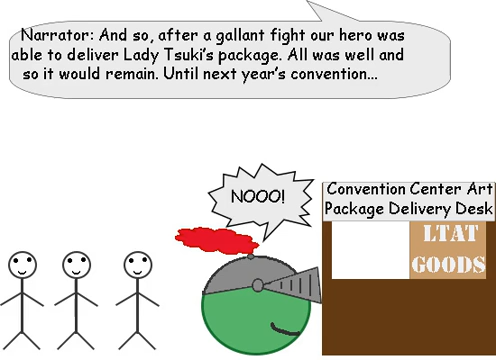 Narrator: And so, after a gallant fight our hero was
able to deliver Lady Tsuki's package. All was well and
so it would remain. Until next year's convention...
NOOO!
Convention Center Art
Package Delivery Desk
LTAT
GOODS